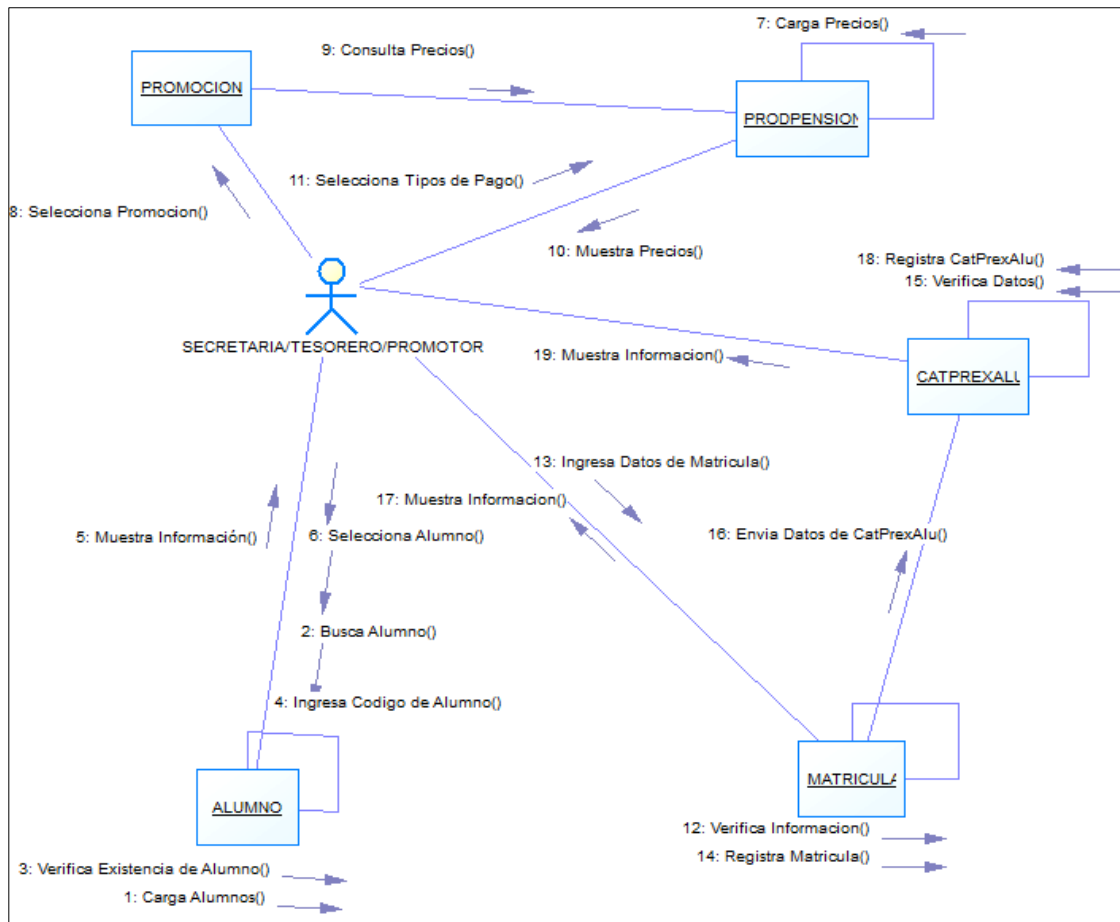 7: Carga Precios()
9: Consulta Precios()
PROMOCION
PRODPENSION
11: Selecciona Tipos de Pago()
8: Selecciona Promocion()
10: Muestra Precios()
18: Registra CatPrexAlu()
15: Verifica Datos()
SECRETARIA/TESORERO/PROMOTOR
19: Muestra Informacion()
CATPREXALU
13: Ingresa Datos de Matricula()
17: Muestra Informacion()
5: Muestra Información()
6: Selecciona Alumno()
16: Envia Datos de CatPrexAlu()
2: Busca Alumno()
4: Ingresa Codigo de Alumno()
ALUMNO
MATRICULA
12: Verifica Informacion()
14: Registra Matricula()
3: Verifica Existencia de Alumno()
1: Carga Alumnos()